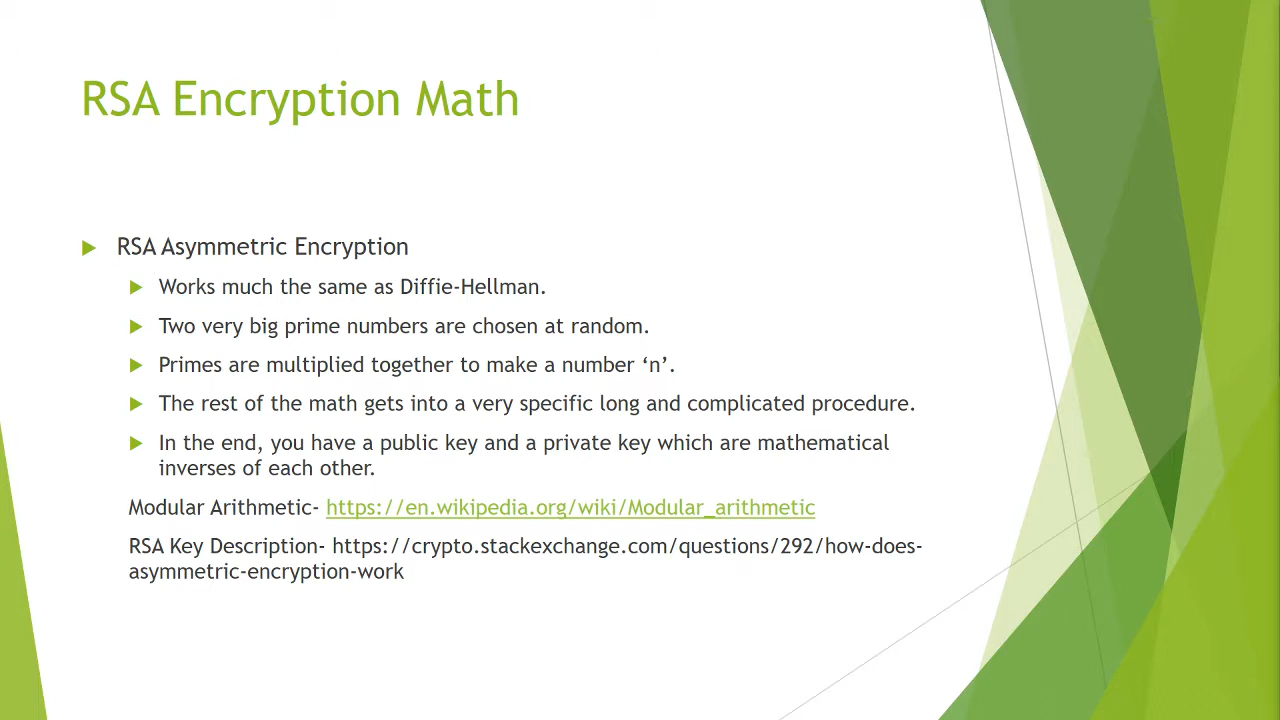 RSA Encryption Math
RSA Asymmetric Encryption
Works much the same as Diffie-Hellman.
Two very big prime numbers are chosen at random.
Primes are multiplied together to make a number ‘n’.
The rest of the math gets into a very specific long and complicated procedure.
In the end, you have a public key and a private key which are mathematical
inverses of each other.
Modular Arithmetic- https://en.wikipedia.org/wiki/Modular_arithmetic
RSA Key Description- https://crypto.stackexchange.com/questions/292/how-does-
asymmetric-encryption-work